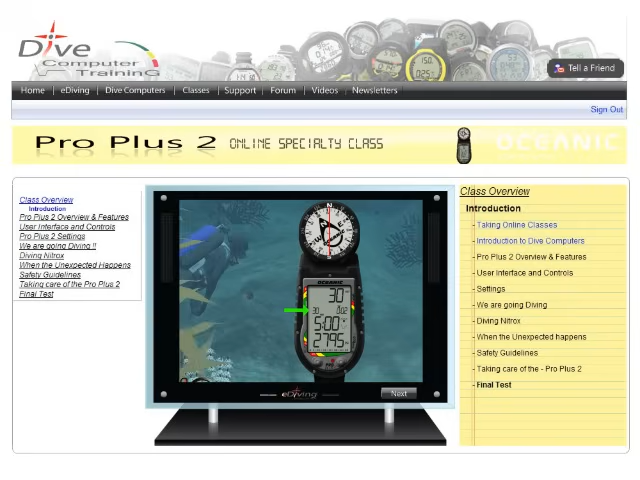 Dive
Computer
Training
Tell a Friend
Home
eDiving
Dive Computers
Classes
Support
Forum
Videos
Newsletters
Sign Out
Pro Plus 2 ONLINE SPECIALTY CLASS
OCEANIC
Class Overview
Introduction
Pro Plus 2 Overview & Features
User Interface and Controls
Pro Plus 2 Settings
We are going Diving !!
Diving Nitrox
When the Unexpected Happens
Safety Guidelines
Taking care of the Pro Plus 2
Final Test
OCEANIC
30
30
5:00
2795
eDiving
Next
Class Overview
Introduction
- Taking Online Classes
- Introduction to Dive Computers
- Pro Plus 2 Overview & Features
- User Interface and Controls
- Settings
- We are going Diving
- Diving Nitrox
- When the Unexpected happens
- Safety Guidelines
- Taking care of the - Pro Plus 2
- Final Test